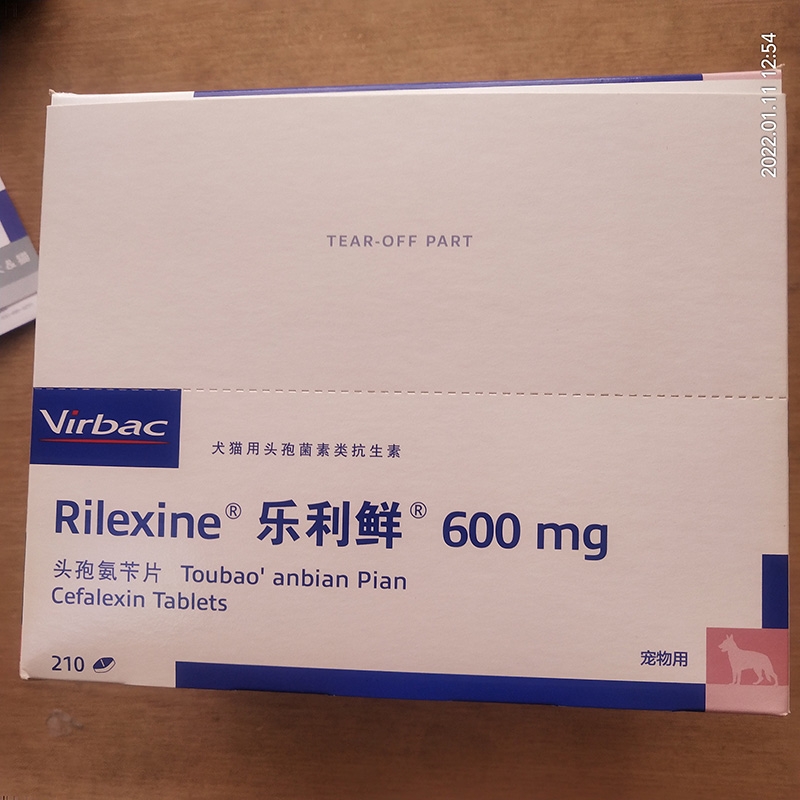 2022.01.11 12:54
TEAR-OFF PART
& 猫
Virbac
犬猫用头孢菌素类抗生素
Rilexine® 乐利鲜® 600 mg
头孢氨苄片 Toubao' anbian Pian
Cefalexin Tablets
210
宠物用